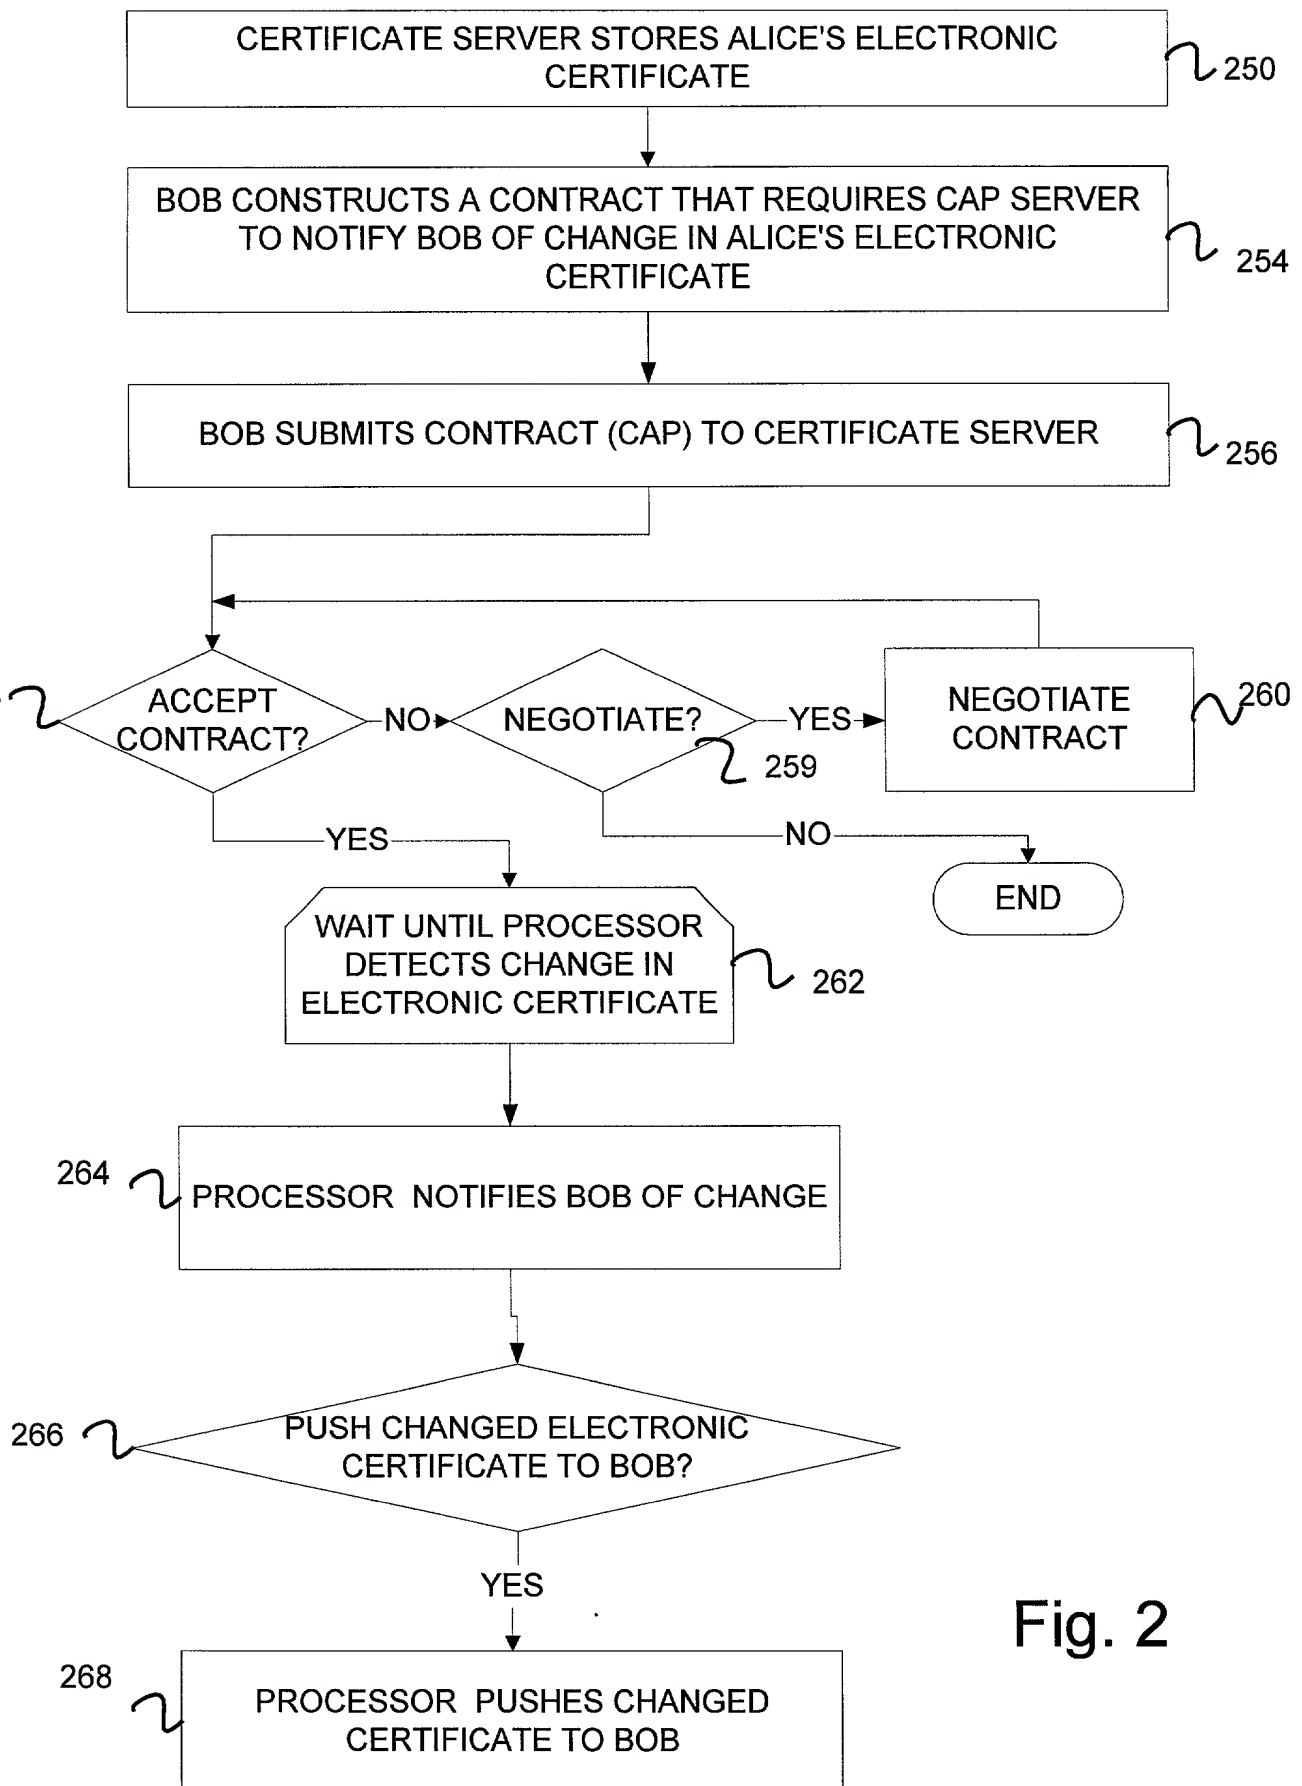 CERTIFICATE SERVER STORES ALICE'S ELECTRONIC
CERTIFICATE
250
BOB CONSTRUCTS A CONTRACT THAT REQUIRES CAP SERVER
TO NOTIFY BOB OF CHANGE IN ALICE'S ELECTRONIC
CERTIFICATE
254
BOB SUBMITS CONTRACT (CAP) TO CERTIFICATE SERVER
256
ACCEPT
CONTRACT?
NO
NEGOTIATE?
259
YES
NEGOTIATE
CONTRACT
260
YES
NO
END
WAIT UNTIL PROCESSOR
DETECTS CHANGE IN
ELECTRONIC CERTIFICATE
262
264
PROCESSOR NOTIFIES BOB OF CHANGE
266
PUSH CHANGED ELECTRONIC
CERTIFICATE TO BOB?
YES
Fig. 2
268
PROCESSOR PUSHES CHANGED
CERTIFICATE TO BOB